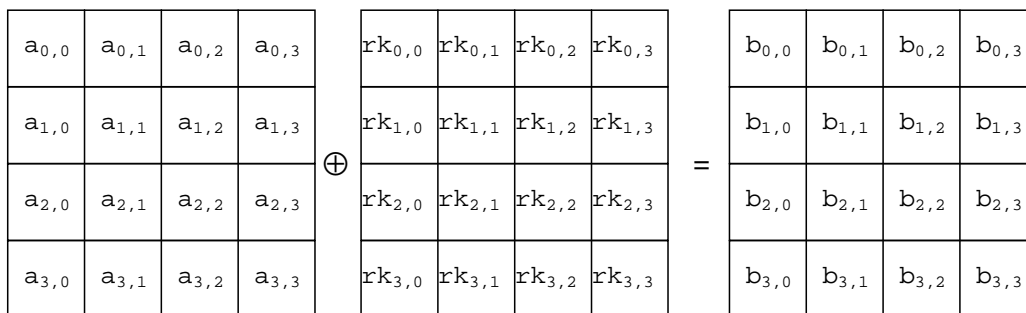 a0,0 a0,1 a0,2 a0,3 rk0,0 rk0,1 rk0,2 rk0,3 b0,0 b0,1 b0,2 b0,3
a1,0 a1,1 a1,2 a1,3 rk1,0 rk1,1 rk1,2 rk1,3 b1,0 b1,1 b1,2 b1,3
⊕ =
a2,0 a2,1 a2,2 a2,3 rk2,0 rk2,1 rk2,2 rk2,3 b2,0 b2,1 b2,2 b2,3
a3,0 a3,1 a3,2 a3,3 rk3,0 rk3,1 rk3,2 rk3,3 b3,0 b3,1 b3,2 b3,3